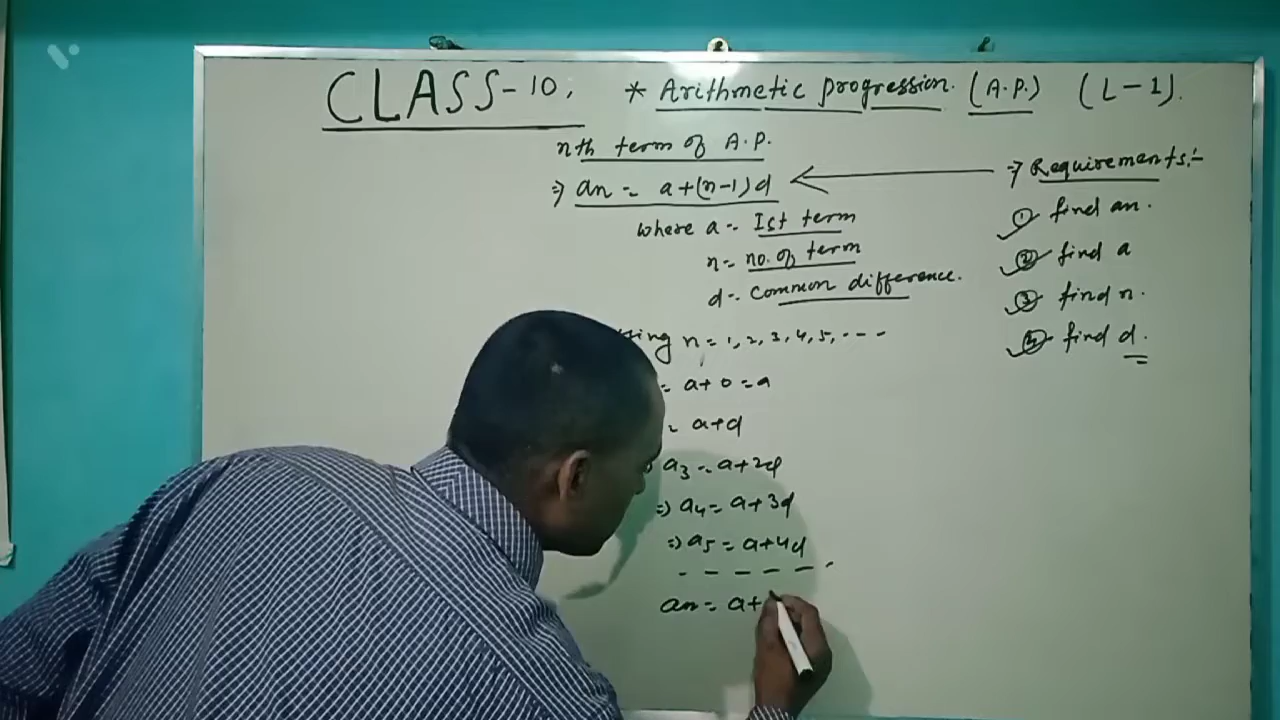 CLASS-10, * Arithmetic progression. (A.P.) (L-1).
nth term of A.P.
⇒ an = a+(n-1)d
where a = Ist term
n = no. of term
d = Common difference.
n = 1, 2, 3, 4, 5, ---
= a+0 = a
= a+d
a3 = a+2d
⇒ a4 = a+3d
⇒ a5 = a+4d
- - - - - -
an = a+
⇒ Requirements:-
① find an.
② find a
③ find n.
④ find d.